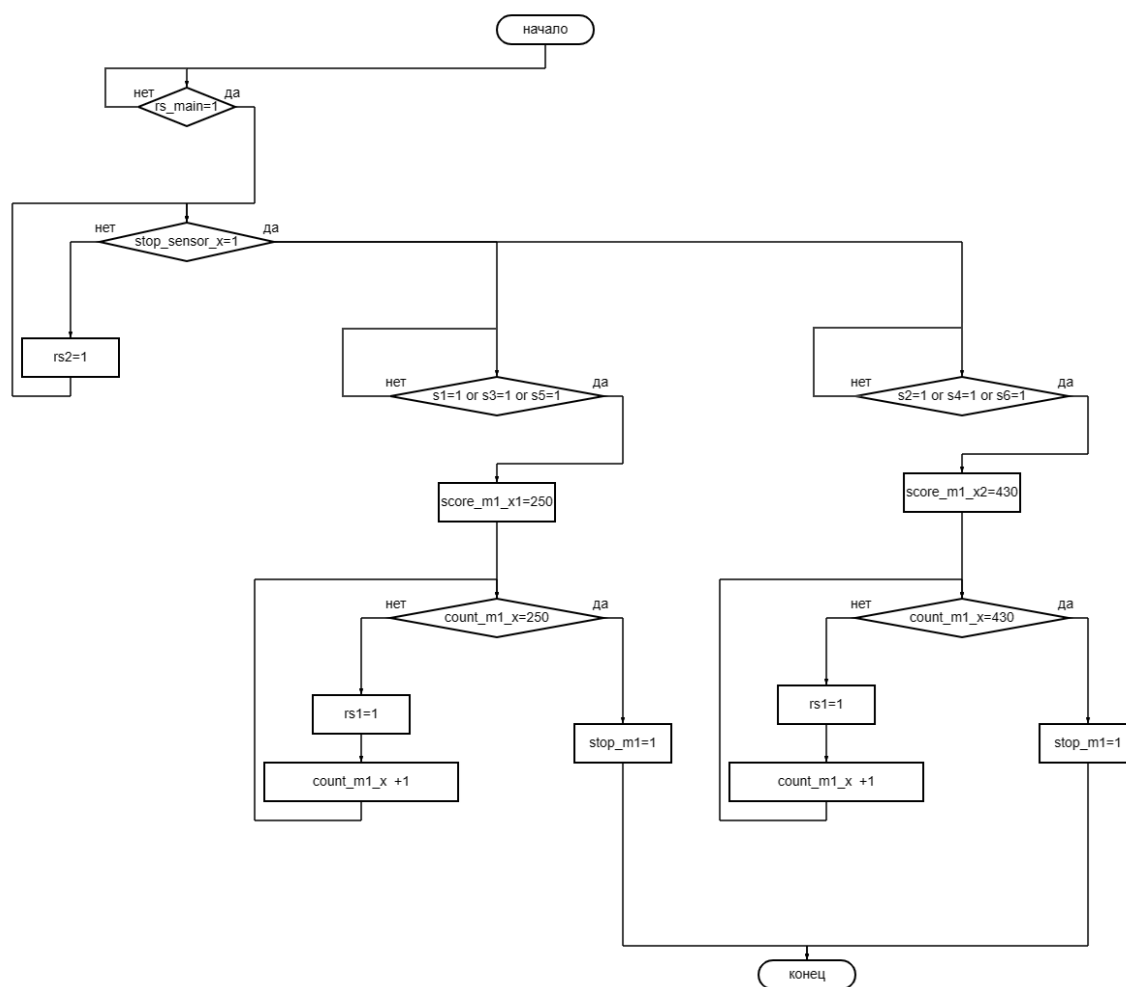 начало
нет
да
rs_main=1
нет
да
stop_sensor_x=1
rs2=1
нет
да
s1=1 or s3=1 or s5=1
нет
да
s2=1 or s4=1 or s6=1
score_m1_x1=250
score_m1_x2=430
нет
да
count_m1_x=250
нет
да
count_m1_x=430
rs1=1
rs1=1
stop_m1=1
stop_m1=1
count_m1_x +1
count_m1_x +1
конец